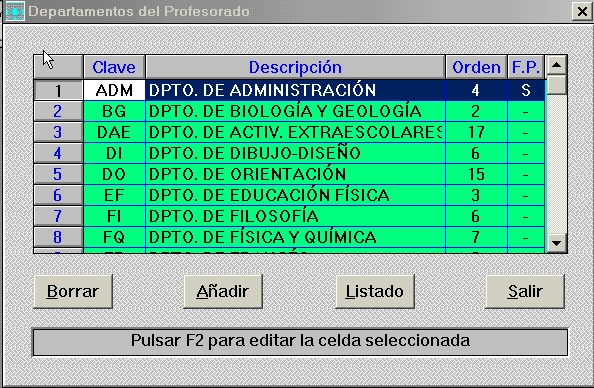 Departamentos del Profesorado
Clave Descripción Orden F.P.
1 ADM DPTO. DE ADMINISTRACIÓN 4 S
2 BG DPTO. DE BIOLOGÍA Y GEOLOGÍA 2 -
3 DAE DPTO. DE ACTIV. EXTRAESCOLARES 17 -
4 DI DPTO. DE DIBUJO-DISEÑO 6 -
5 DO DPTO. DE ORIENTACIÓN 15 -
6 EF DPTO. DE EDUCACIÓN FÍSICA 3 -
7 FI DPTO. DE FILOSOFÍA 6 -
8 FQ DPTO. DE FÍSICA Y QUÍMICA 7 -
Borrar Añadir Listado Salir
Pulsar F2 para editar la celda seleccionada